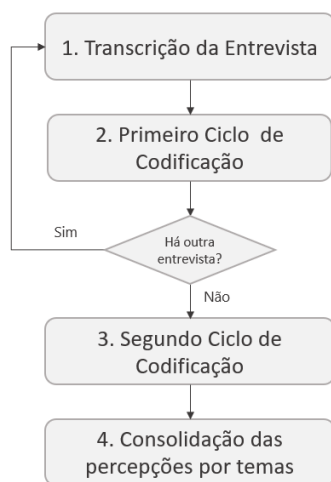 1. Transcrição da Entrevista
2. Primeiro Ciclo de
Codificação
Há outra
entrevista?
Sim
Não
3. Segundo Ciclo de
Codificação
4. Consolidação das
percepções por temas